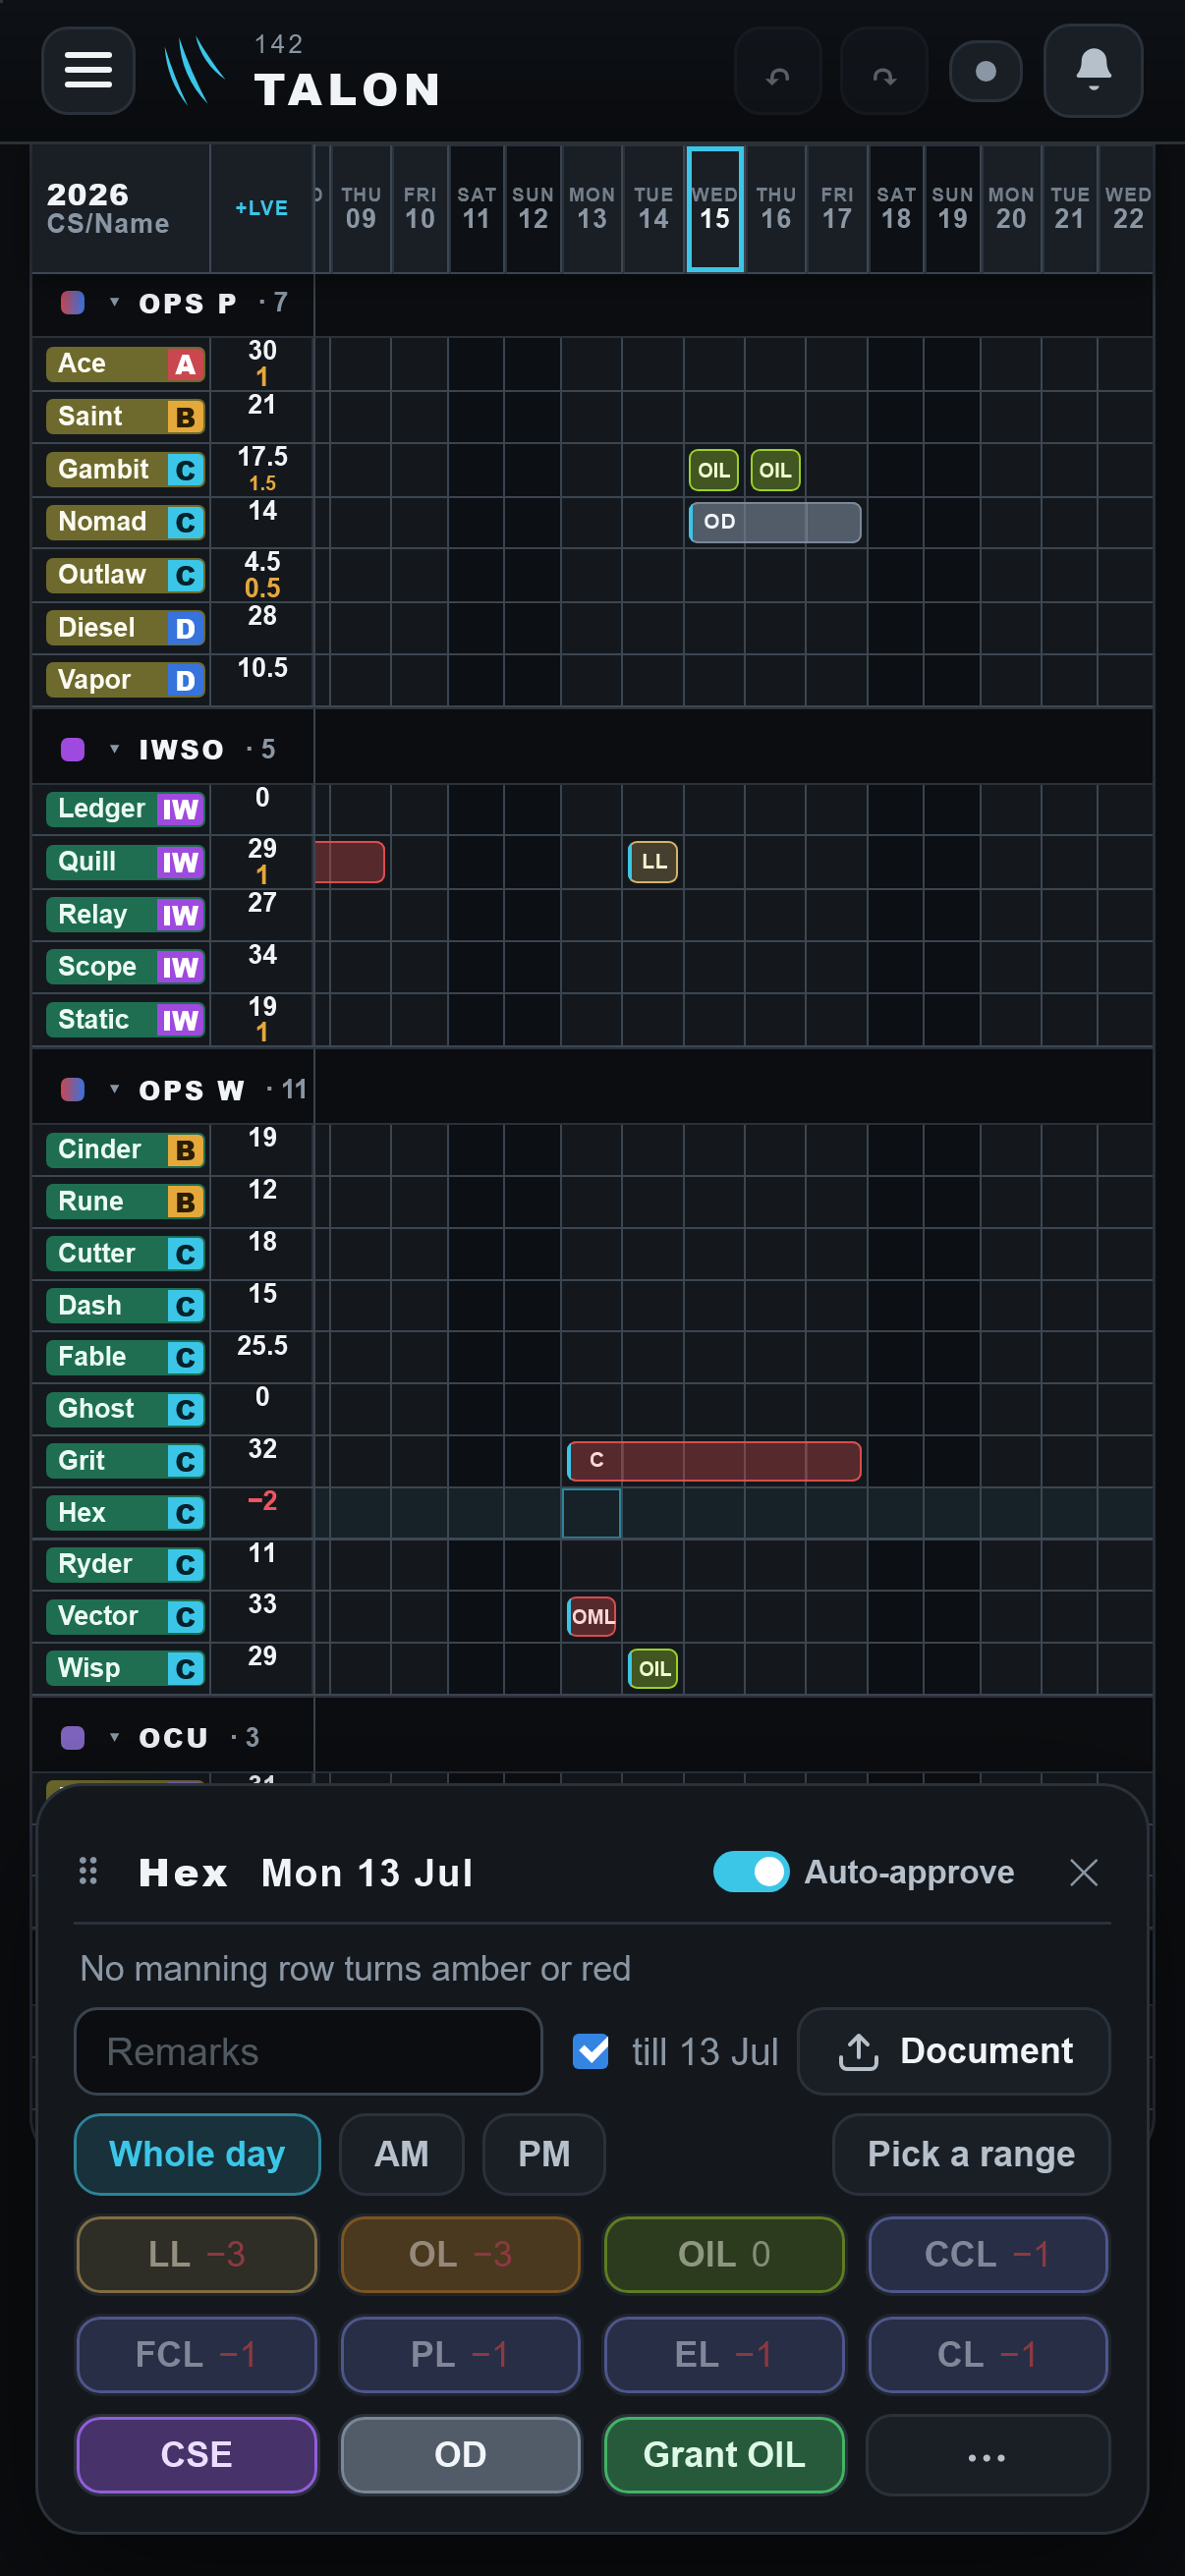 142
TALON
2026
CS/Name
+LVE
THU 09
FRI 10
SAT 11
SUN 12
MON 13
TUE 14
WED 15
THU 16
FRI 17
SAT 18
SUN 19
MON 20
TUE 21
WED 22
OPS P · 7
Ace A 30 1
Saint B 21
Gambit C 17.5 1.5 OIL OIL
Nomad C 14 OD
Outlaw C 4.5 0.5
Diesel D 28
Vapor D 10.5
IWSO · 5
Ledger IW 0
Quill IW 29 1 LL
Relay IW 27
Scope IW 34
Static IW 19 1
OPS W · 11
Cinder B 19
Rune B 12
Cutter C 18
Dash C 15
Fable C 25.5
Ghost C 0
Grit C 32 C
Hex C −2
Ryder C 11
Vector C 33 OML
Wisp C 29 OIL
OCU · 3
Hex Mon 13 Jul Auto-approve
No manning row turns amber or red
Remarks till 13 Jul Document
Whole day AM PM Pick a range
LL −3 OL −3 OIL 0 CCL −1
FCL −1 PL −1 EL −1 CL −1
CSE OD Grant OIL ...